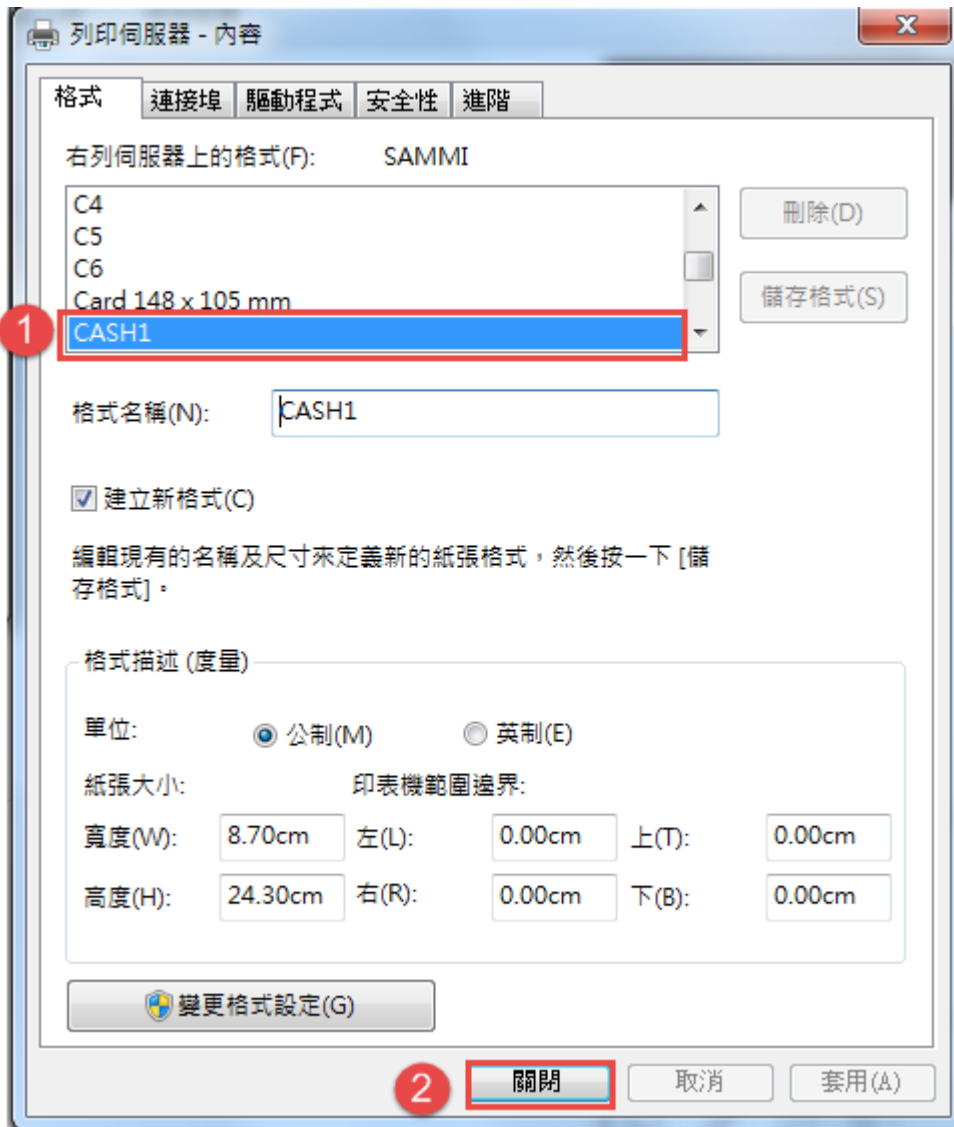 列印伺服器 - 內容
格式 連接埠 驅動程式 安全性 進階
右列伺服器上的格式(F): SAMMI
C4
C5
C6
Card 148 x 105 mm
CASH1
刪除(D)
儲存格式(S)
1
格式名稱(N): CASH1
建立新格式(C)
編輯現有的名稱及尺寸來定義新的紙張格式，然後按一下 [儲
存格式]。
格式描述 (度量)
單位: 公制(M) 英制(E)
紙張大小: 印表機範圍邊界:
寬度(W): 8.70cm 左(L): 0.00cm 上(T): 0.00cm
高度(H): 24.30cm 右(R): 0.00cm 下(B): 0.00cm
變更格式設定(G)
2 關閉 取消 套用(A)